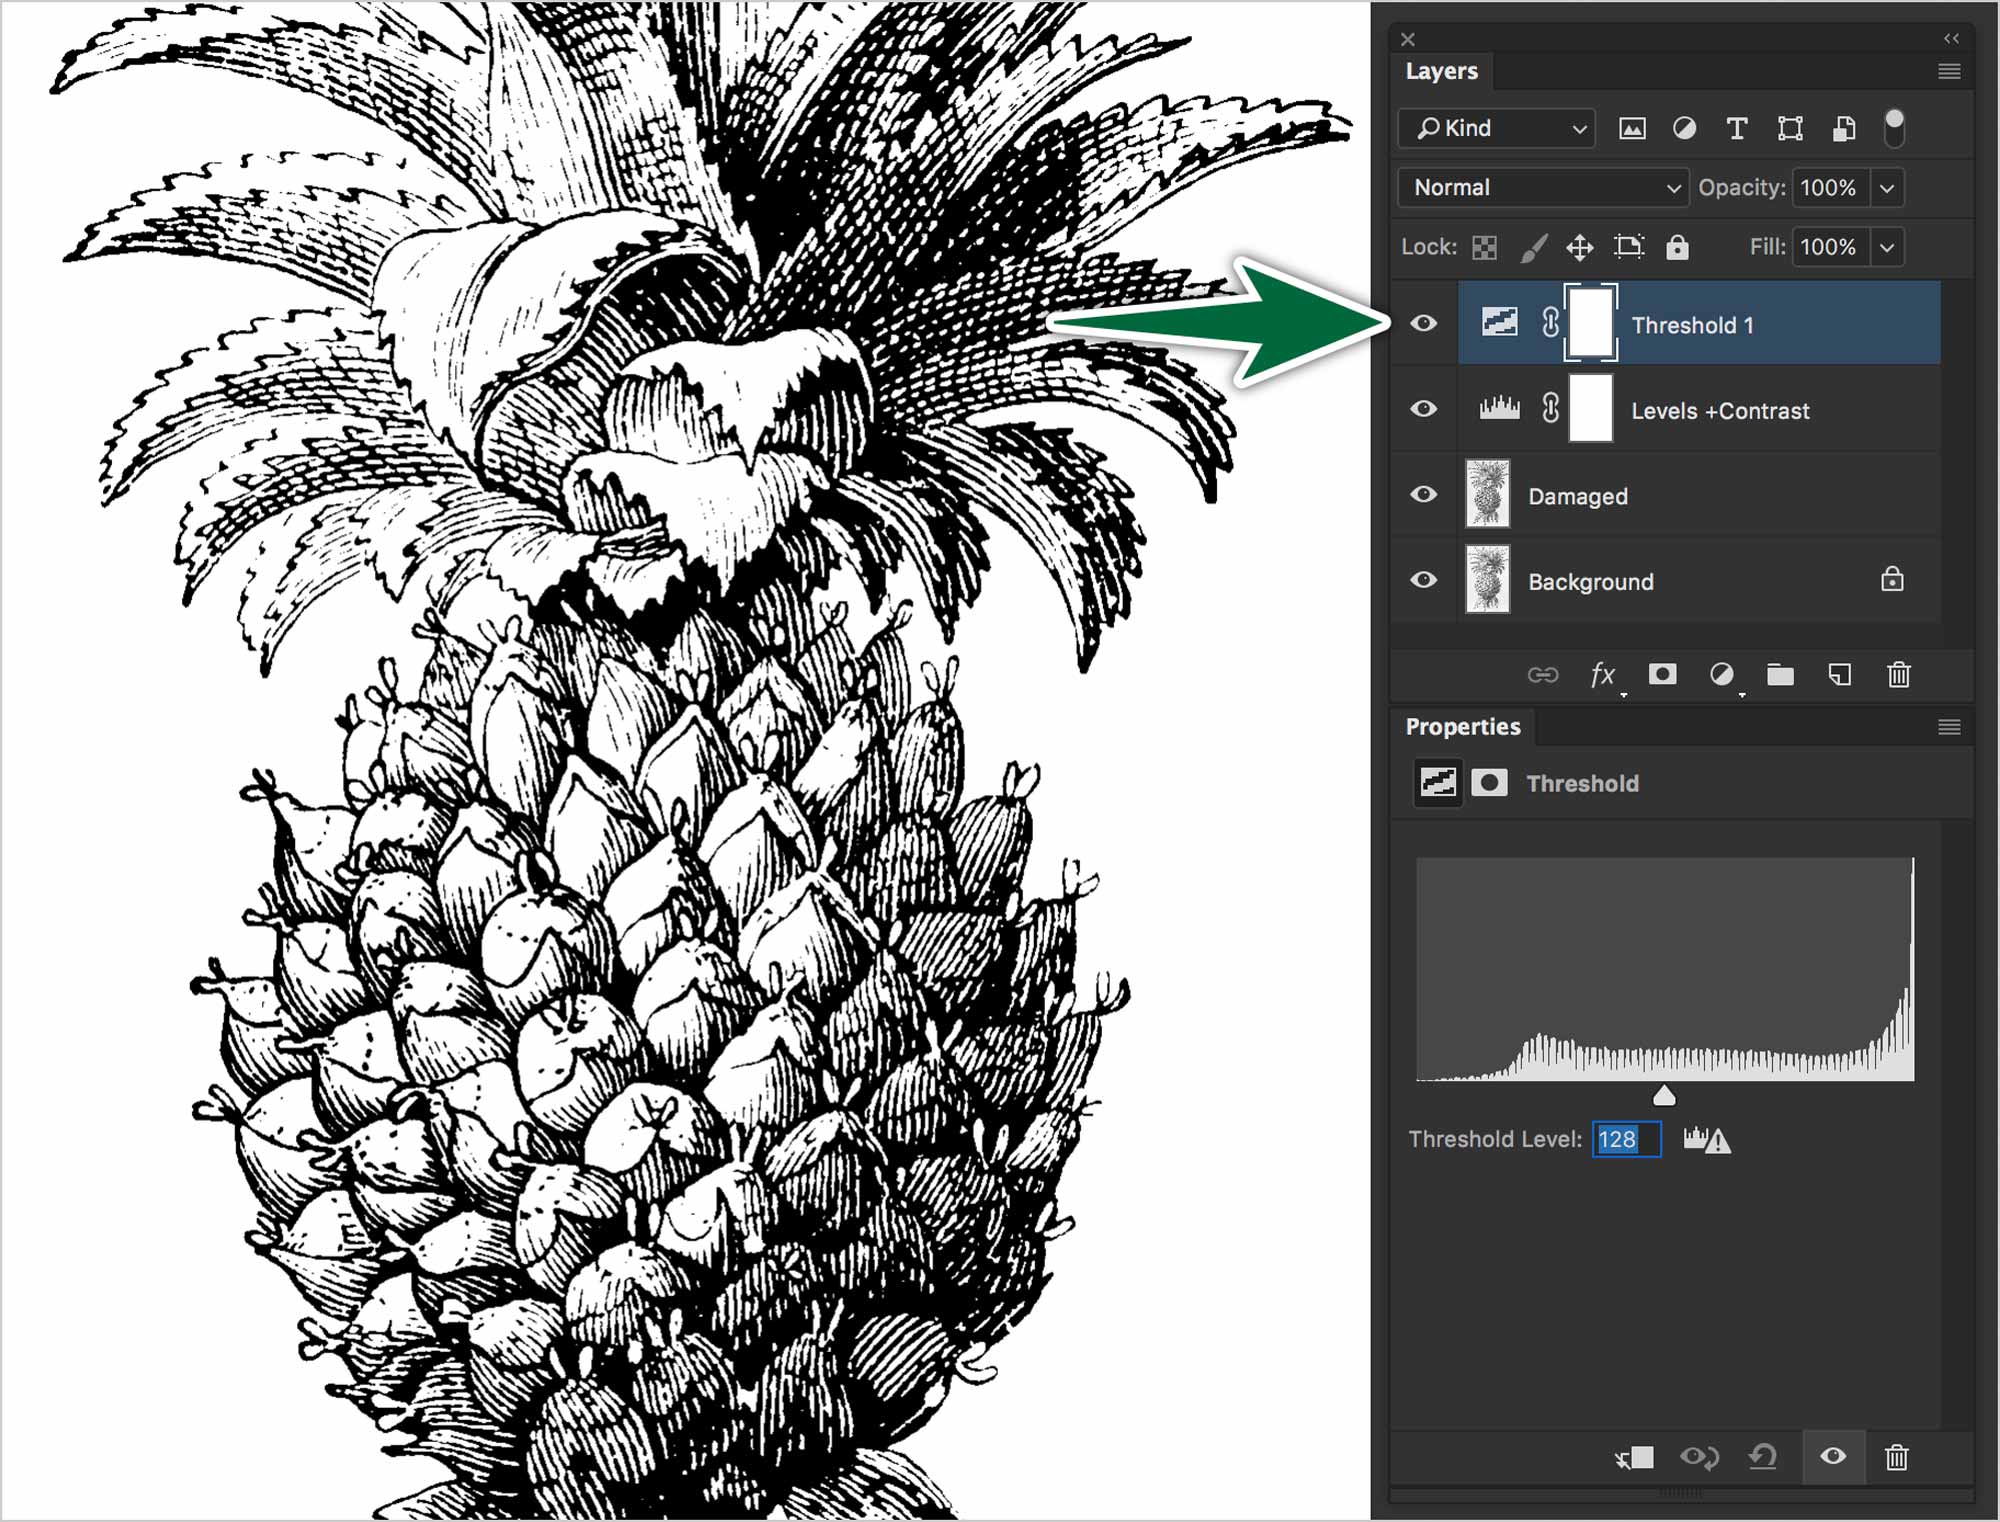 Layers
Kind
Normal Opacity: 100%
Lock: Fill: 100%
Threshold 1
Levels +Contrast
Damaged
Background
fx
Properties
Threshold
Threshold Level: 128